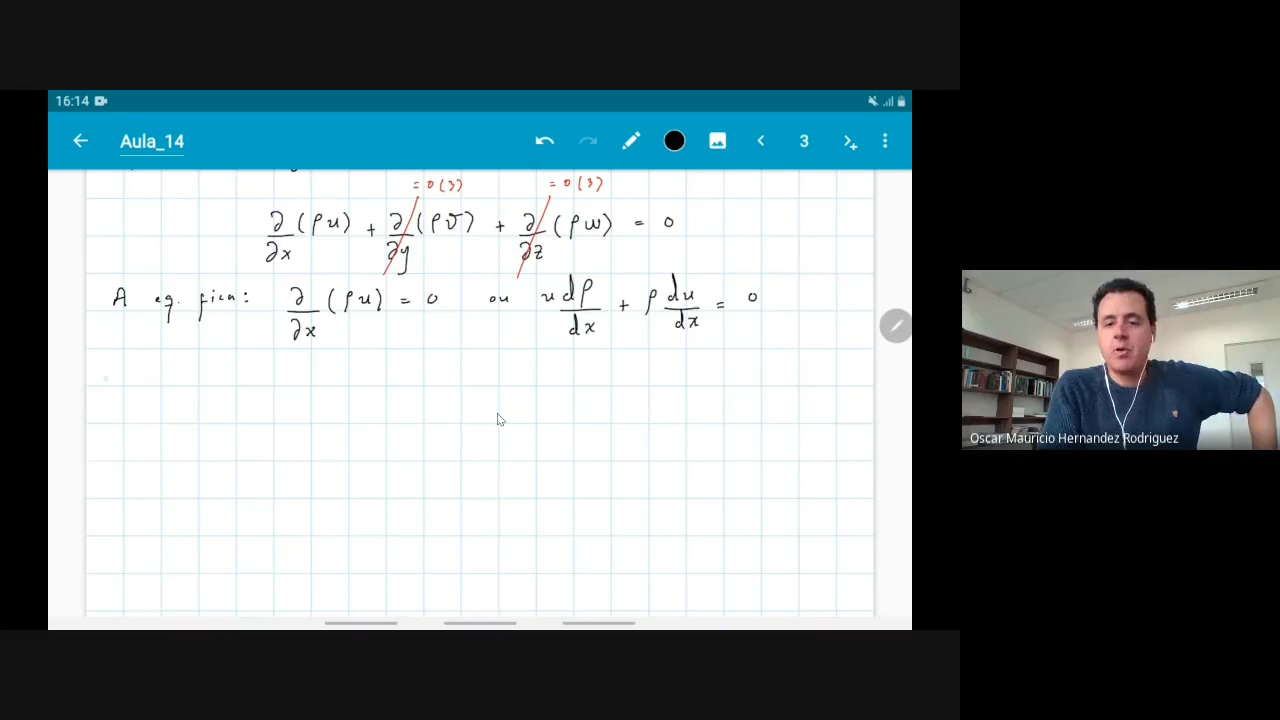 16:14
Aula_14
3
= 0 (3) = 0 (3)
∂/∂x (ρu) + ∂/∂y (ρv) + ∂/∂z (ρw) = 0
A eq. fica: ∂/∂x (ρu) = 0 ou u dρ/dx + ρ du/dx = 0
Oscar Mauricio Hernandez Rodriguez